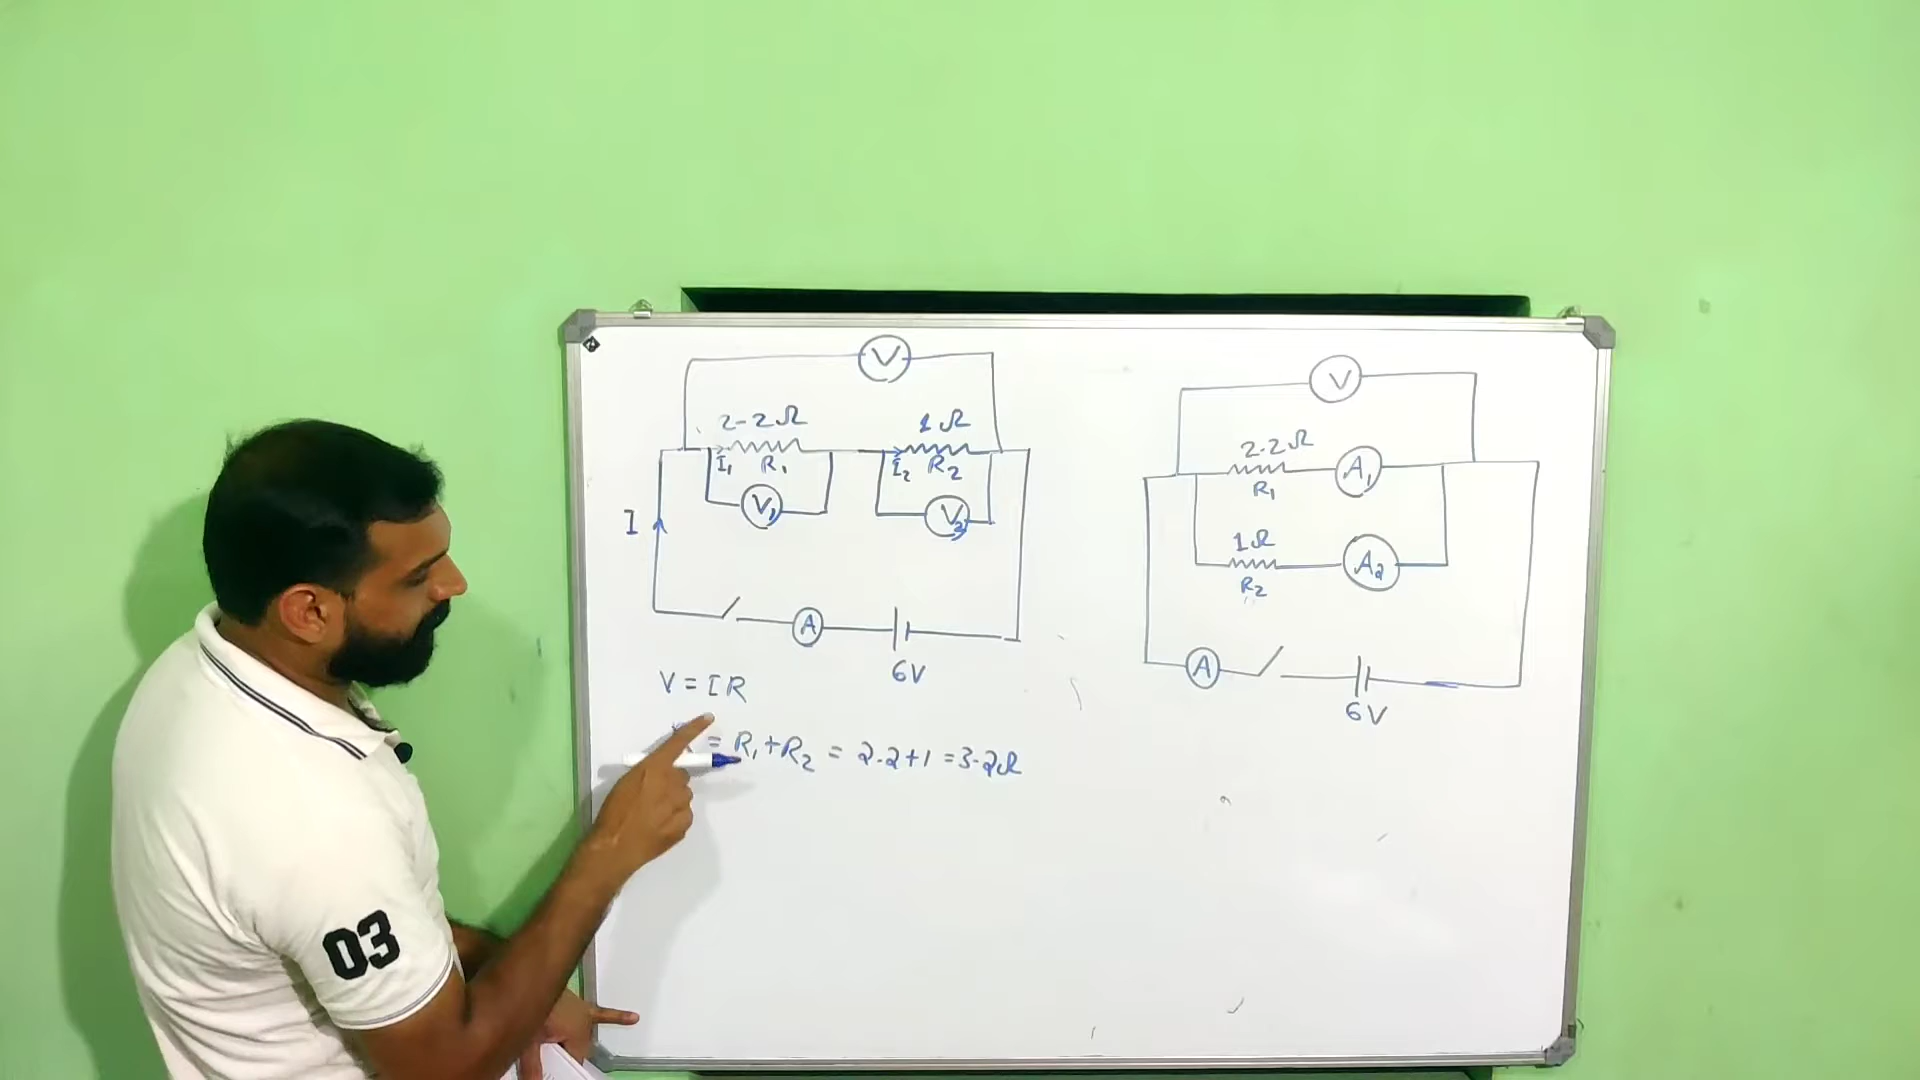 V
2-2Ω
1Ω
I₁ R₁
I₂ R₂
V₁
V₂
I
A
6V
V = IR
= R₁+R₂ = 2.2+1 = 3.2Ω
V
2.2Ω
A₁
R₁
1Ω
A₂
R₂
A
6V
03